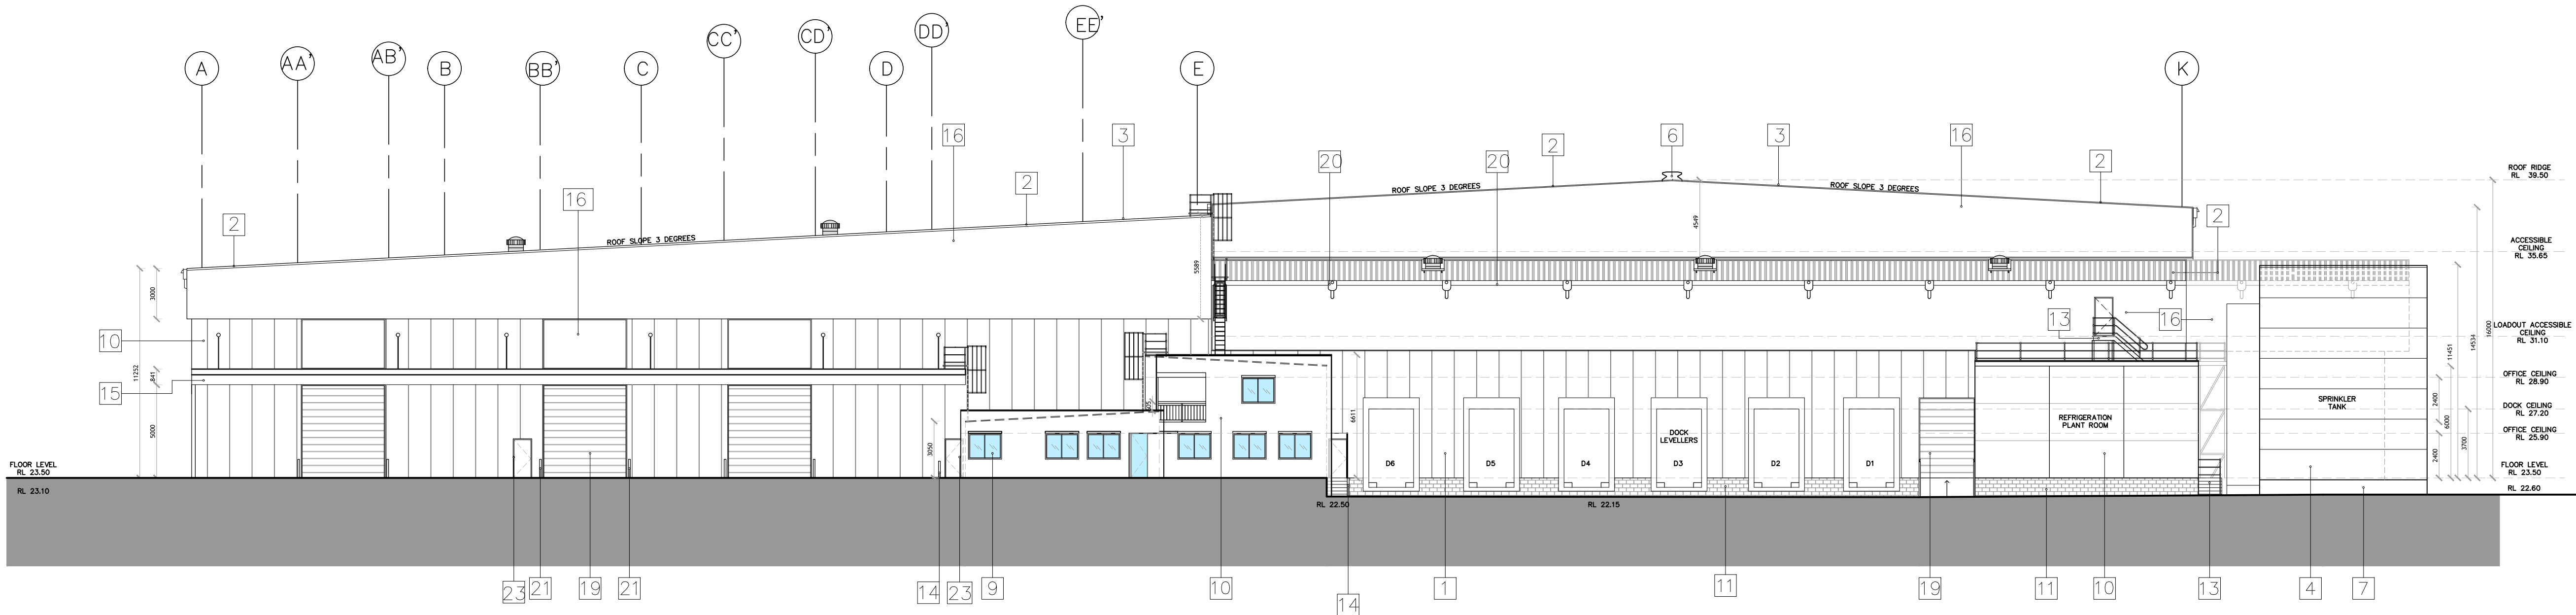 A
AA'
AB'
B
BB'
C
CC'
CD'
D
DD'
EE'
E
K
16
3
2
6
3
16
2
20
20
2
16
2
2
ROOF SLOPE 3 DEGREES
ROOF SLOPE 3 DEGREES
ROOF SLOPE 3 DEGREES
ROOF RIDGE
RL 39.50
4549
ACCESSIBLE
CEILING
RL 35.65
5589
3000
10
13
16
LOADOUT ACCESSIBLE
CEILING
RL 31.10
11252
841
15
11451
14534
16000
OFFICE CEILING
RL 28.90
2400
6000
SPRINKLER
TANK
DOCK CEILING
RL 27.20
REFRIGERATION
PLANT ROOM
3700
6611
5000
3050
OFFICE CEILING
RL 25.90
2400
DOCK
LEVELLERS
D6
D5
D4
D3
D2
D1
FLOOR LEVEL
RL 23.50
FLOOR LEVEL
RL 23.50
RL 23.10
RL 22.60
RL 22.50
RL 22.15
23
21
19
21
14
23
9
10
14
1
11
19
11
10
13
4
7